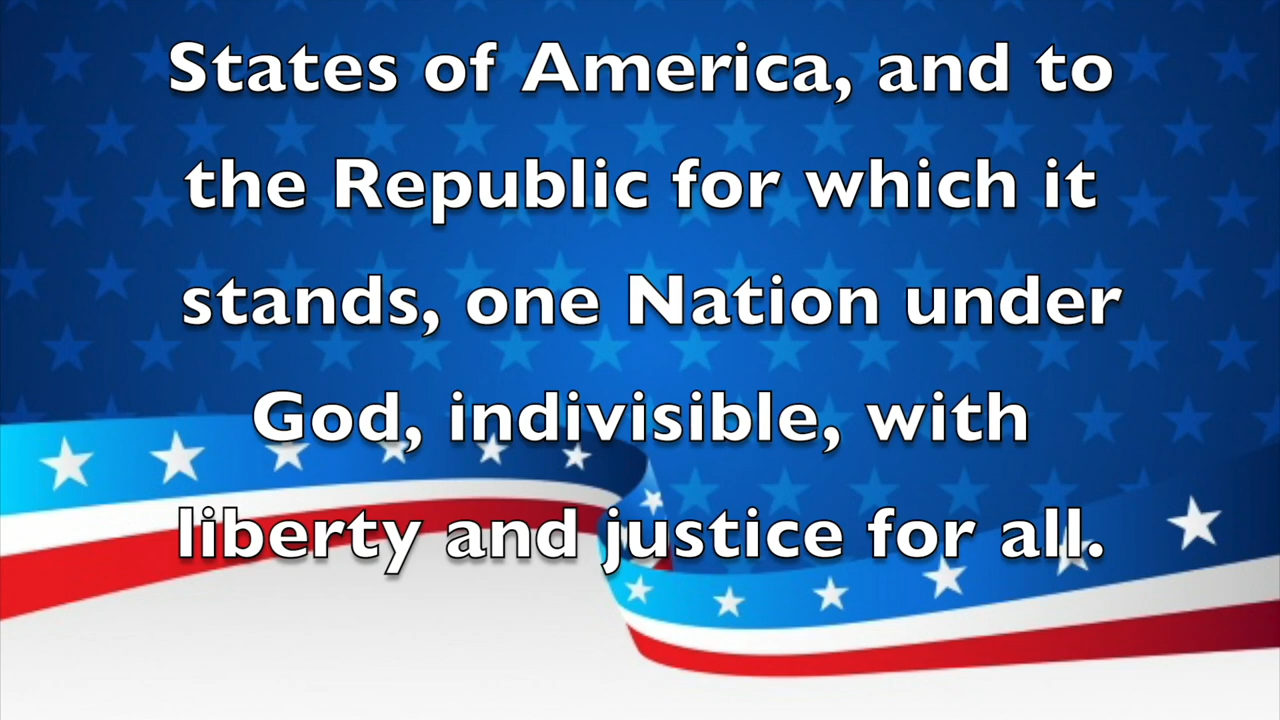 States of America, and to
the Republic for which it
stands, one Nation under
God, indivisible, with
liberty and justice for all.